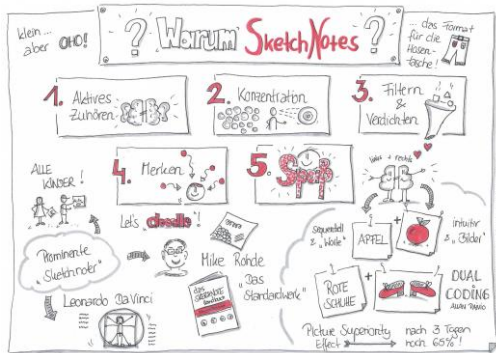 klein...
aber OHO!
? Warum SketchNotes ?
... das Format
für die
Hosen-
tasche!
1. Aktives
Zuhören
2. Konzentration
3. Filtern
&
Verdichten
4. Merken
5. Spaß
ALLE
KINDER!
Let's doodle!
links + rechts
Prominente
"Sketchnoter"
Leonardo Da Vinci
Mike Rohde
"Das
Standardwerk"
sequentiell
z.B. "Worte"
APFEL
+
intuitiv
z.B. "Bilder"
ROTE
SCHUHE
+
DUAL
CODING
Picture Superiority
Effect
nach 3 Tagen
noch 65%!